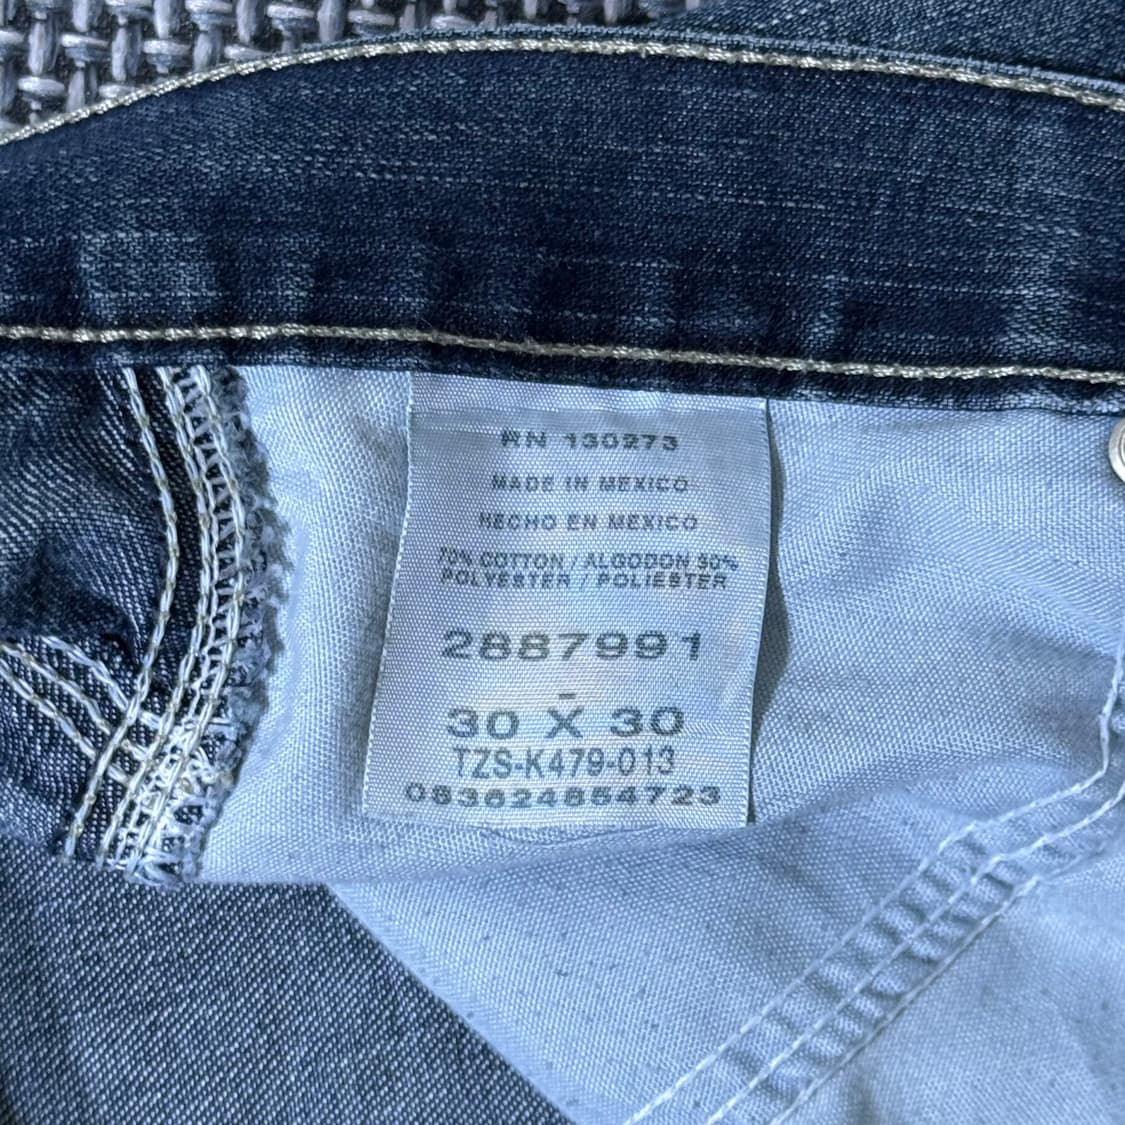 RN 130273
MADE IN MEXICO
HECHO EN MEXICO
70% COTTON / ALGODON 30%
POLYESTER / POLIESTER
2887991
-
30 X 30
TZS-K479-013
083624854723